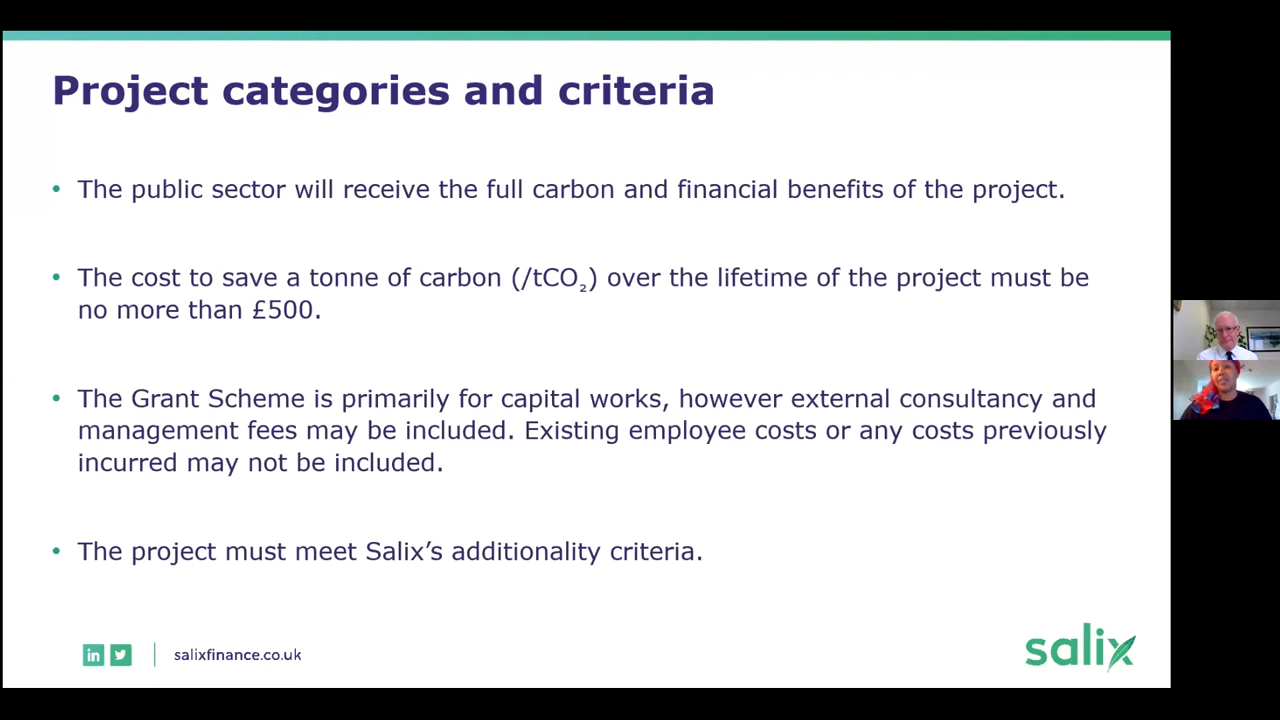 Project categories and criteria
• The public sector will receive the full carbon and financial benefits of the project.
• The cost to save a tonne of carbon (/tCO₂) over the lifetime of the project must be
no more than £500.
• The Grant Scheme is primarily for capital works, however external consultancy and
management fees may be included. Existing employee costs or any costs previously
incurred may not be included.
• The project must meet Salix’s additionality criteria.
in
salixfinance.co.uk
salix